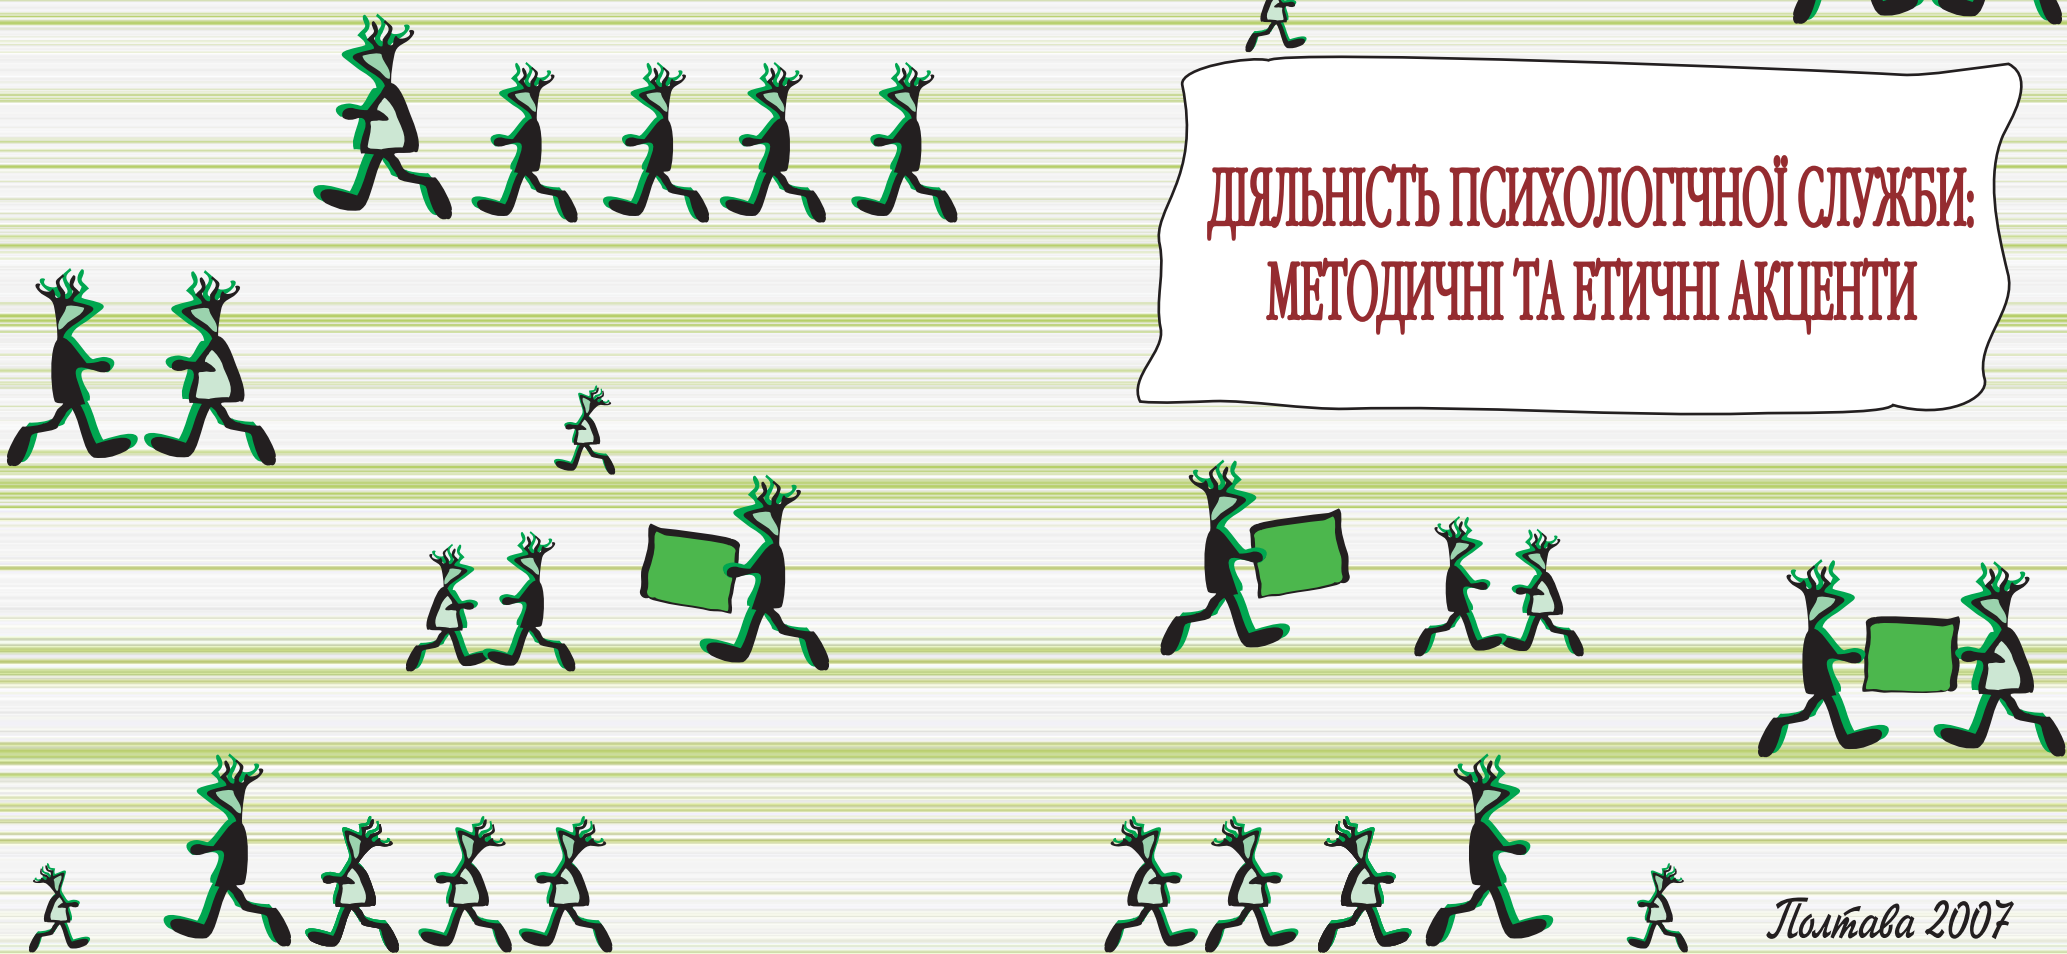 ДІЯЛЬНІСТЬ ПСИХОЛОГІЧНОЇ СЛУЖБИ:
МЕТОДИЧНІ ТА ЕТИЧНІ АКЦЕНТИ
Полтава 2007